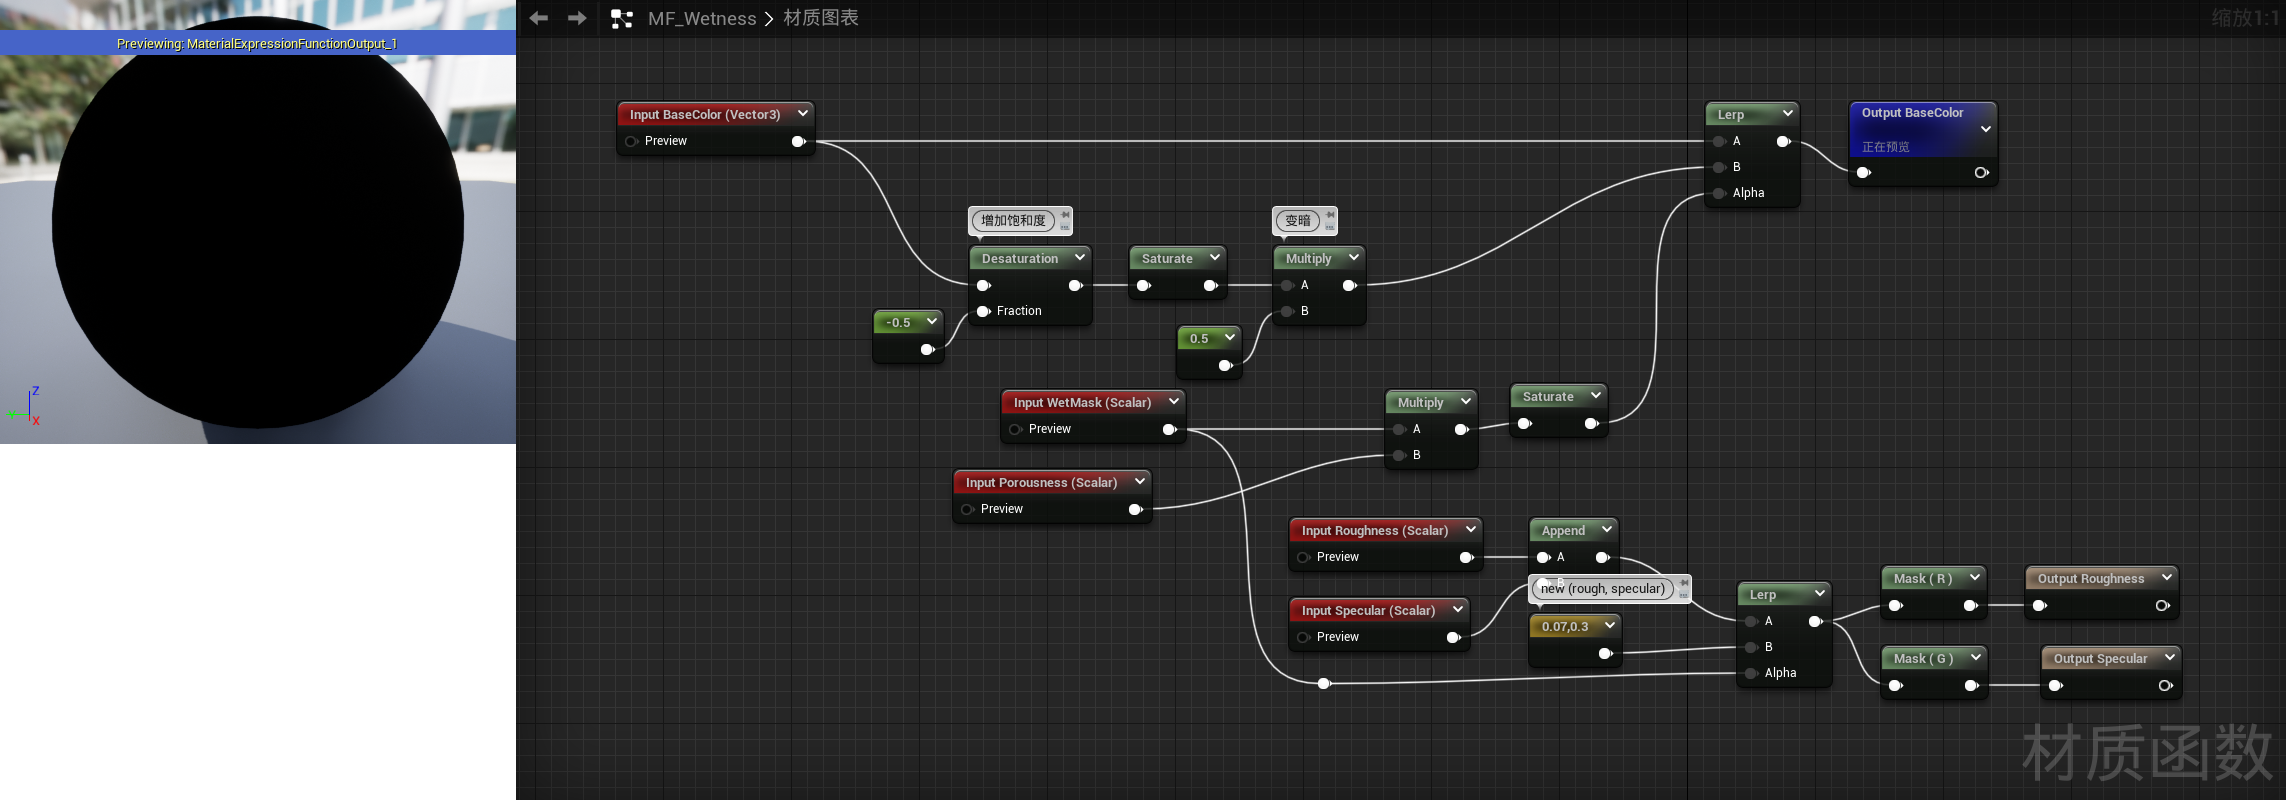 Previewing: MaterialExpressionFunctionOutput_1
Z
X
MF_Wetness
材质图表
缩放1:1
Input BaseColor (Vector3)
Preview
Lerp
A
B
Alpha
Output BaseColor
正在预览
增加饱和度
Desaturation
Fraction
-0.5
Saturate
变暗
Multiply
A
B
0.5
Input WetMask (Scalar)
Preview
Multiply
A
B
Saturate
Input Porousness (Scalar)
Preview
Input Roughness (Scalar)
Preview
Append
A
B
new (rough, specular)
Input Specular (Scalar)
Preview
0.07,0.3
Lerp
A
B
Alpha
Mask ( R )
Output Roughness
Mask ( G )
Output Specular
材质函数